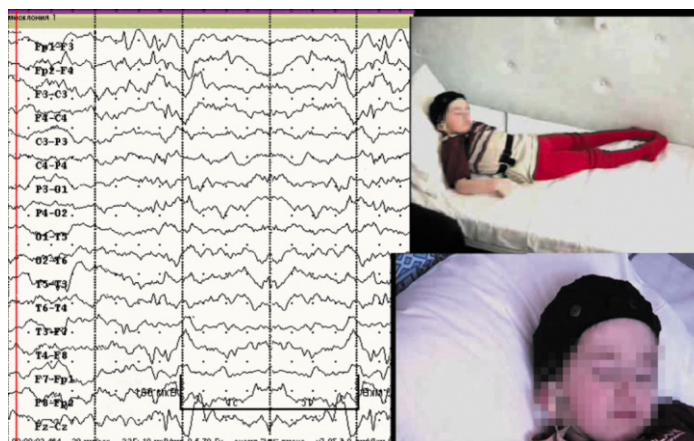 миоклония 1
Fp1-F3
Fp2-F4
F3-C3
F4-C4
C3-P3
C4-P4
P3-O1
P4-O2
O1-T5
O2-T6
T5-T3
T6-T4
T3-F7
T4-F8
F7-Fp1
F8-Fp2
Fz-Cz